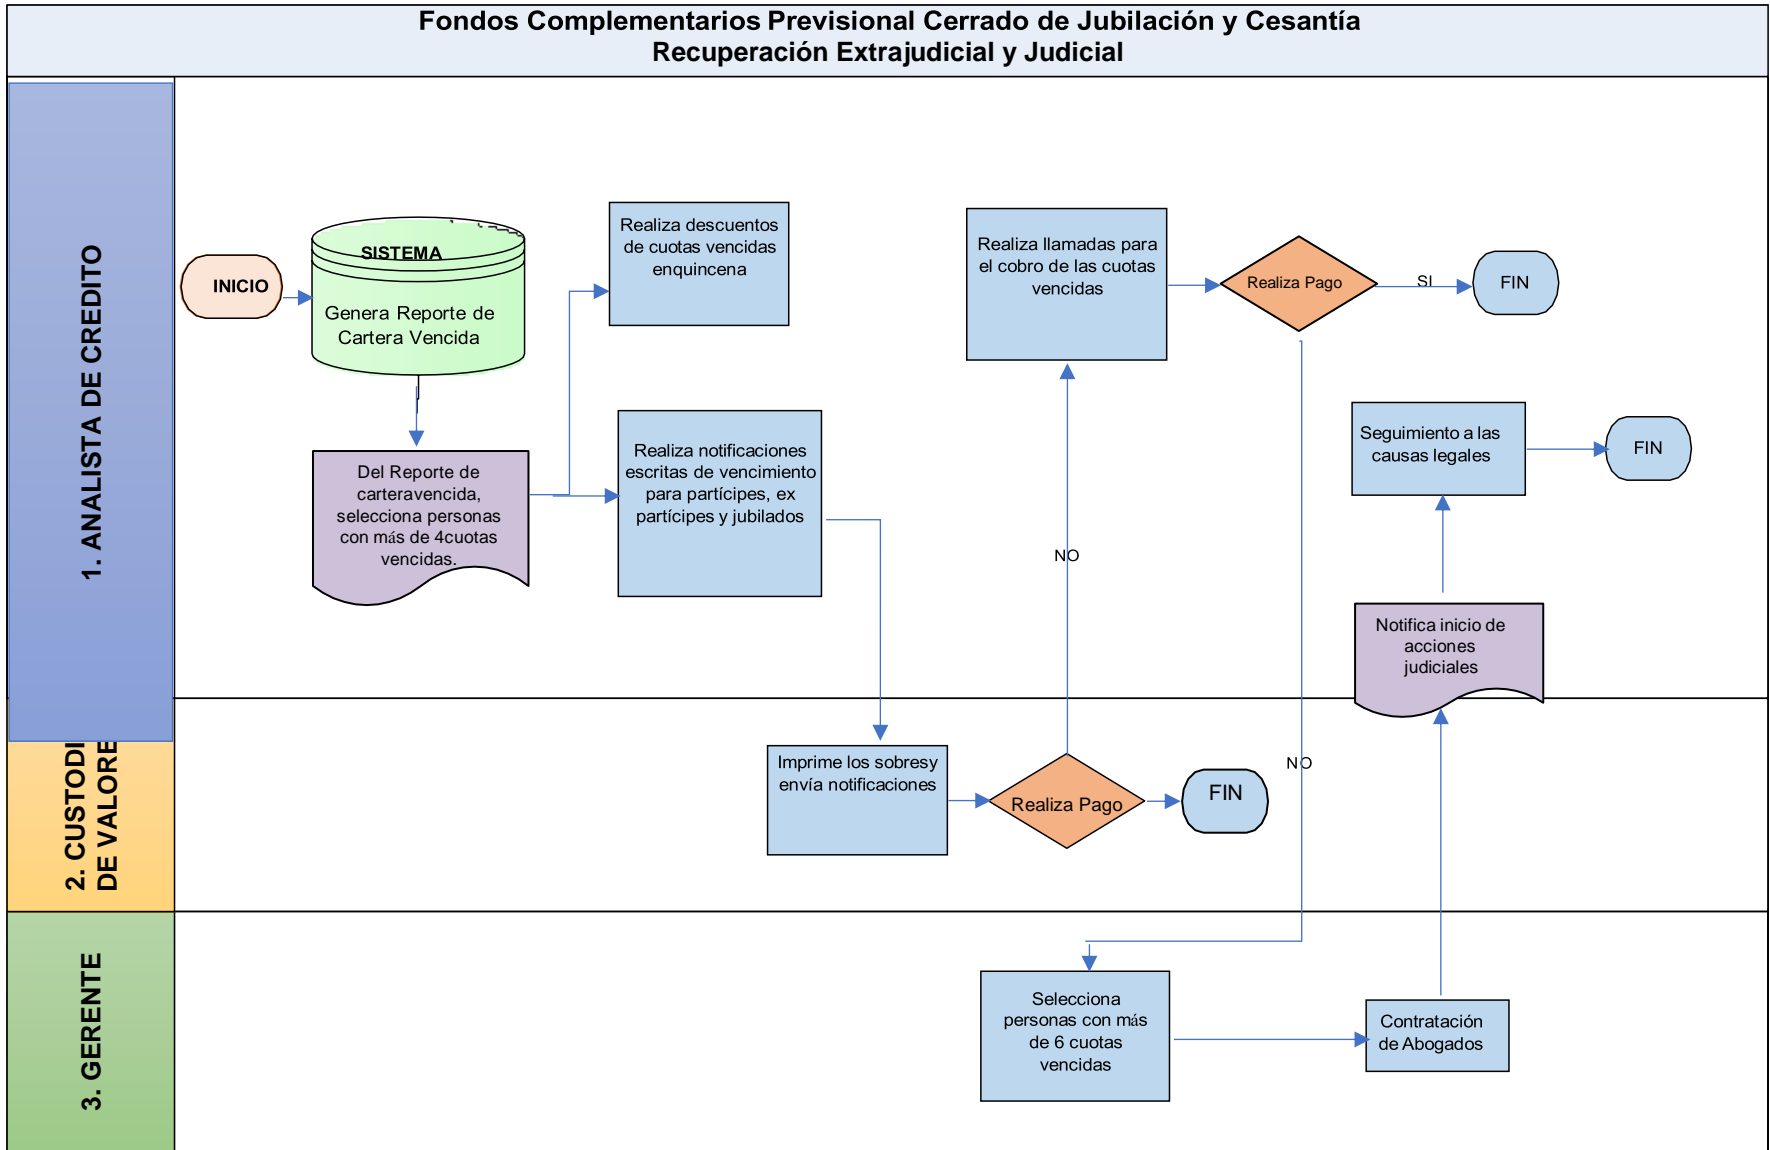 Fondos Complementarios Previsional Cerrado de Jubilación y Cesantía
Recuperación Extrajudicial y Judicial
1. ANALISTA DE CREDITO
INICIO
SISTEMA
Genera Reporte de
Cartera Vencida
Realiza descuentos
de cuotas vencidas
enquincena
Del Reporte de
carteravencida,
selecciona personas
con más de 4cuotas
vencidas.
Realiza notificaciones
escritas de vencimiento
para partícipes, ex
partícipes y jubilados
Realiza llamadas para
el cobro de las cuotas
vencidas
Realiza Pago
SI
FIN
NO
Seguimiento a las
causas legales
FIN
Notifica inicio de
acciones
judiciales
2. CUSTODI
DE VALORE
Imprime los sobresy
envía notificaciones
Realiza Pago
FIN
NO
3. GERENTE
Selecciona
personas con más
de 6 cuotas
vencidas
Contratación
de Abogados